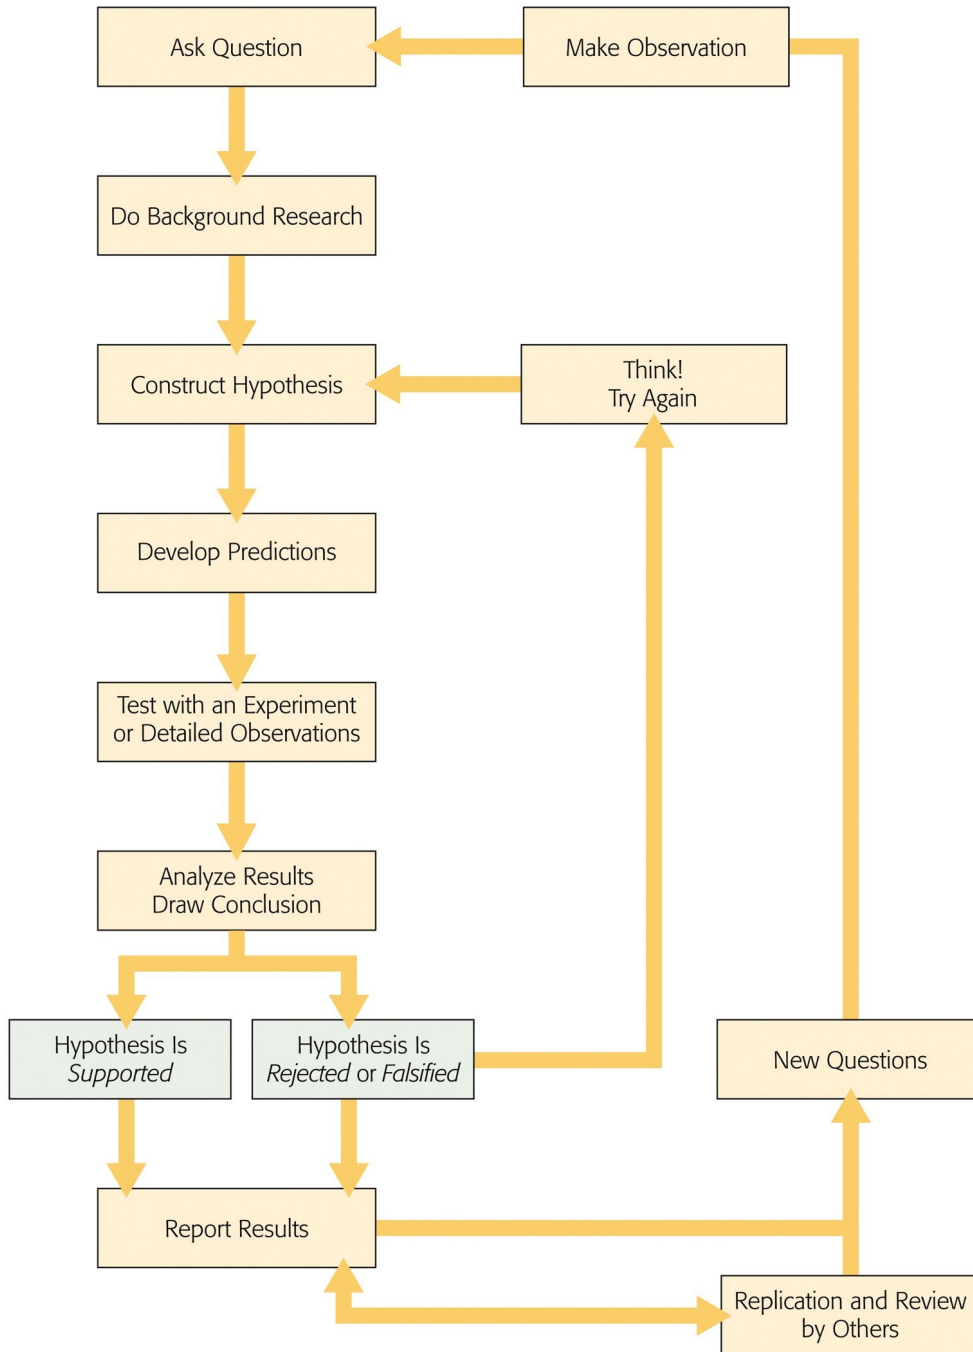 Ask Question
Make Observation
Do Background Research
Construct Hypothesis
Think!
Try Again
Develop Predictions
Test with an Experiment
or Detailed Observations
Analyze Results
Draw Conclusion
Hypothesis Is
Supported
Hypothesis Is
Rejected or Falsified
New Questions
Report Results
Replication and Review
by Others